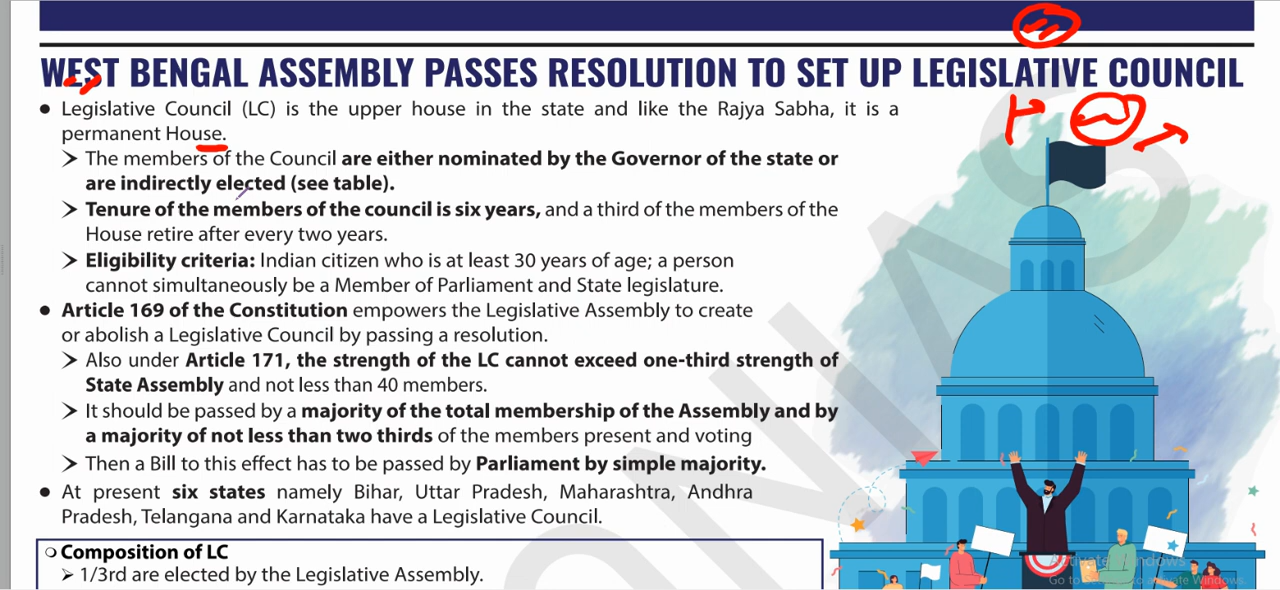 WEST BENGAL ASSEMBLY PASSES RESOLUTION TO SET UP LEGISLATIVE COUNCIL
• Legislative Council (LC) is the upper house in the state and like the Rajya Sabha, it is a
permanent House.
➢ The members of the Council are either nominated by the Governor of the state or
are indirectly elected (see table).
➢ Tenure of the members of the council is six years, and a third of the members of the
House retire after every two years.
➢ Eligibility criteria: Indian citizen who is at least 30 years of age; a person
cannot simultaneously be a Member of Parliament and State legislature.
• Article 169 of the Constitution empowers the Legislative Assembly to create
or abolish a Legislative Council by passing a resolution.
➢ Also under Article 171, the strength of the LC cannot exceed one-third strength of
State Assembly and not less than 40 members.
➢ It should be passed by a majority of the total membership of the Assembly and by
a majority of not less than two thirds of the members present and voting
➢ Then a Bill to this effect has to be passed by Parliament by simple majority.
• At present six states namely Bihar, Uttar Pradesh, Maharashtra, Andhra
Pradesh, Telangana and Karnataka have a Legislative Council.
○ Composition of LC
➢ 1/3rd are elected by the Legislative Assembly.
Activate Windows
Go to Settings to activate Windows.